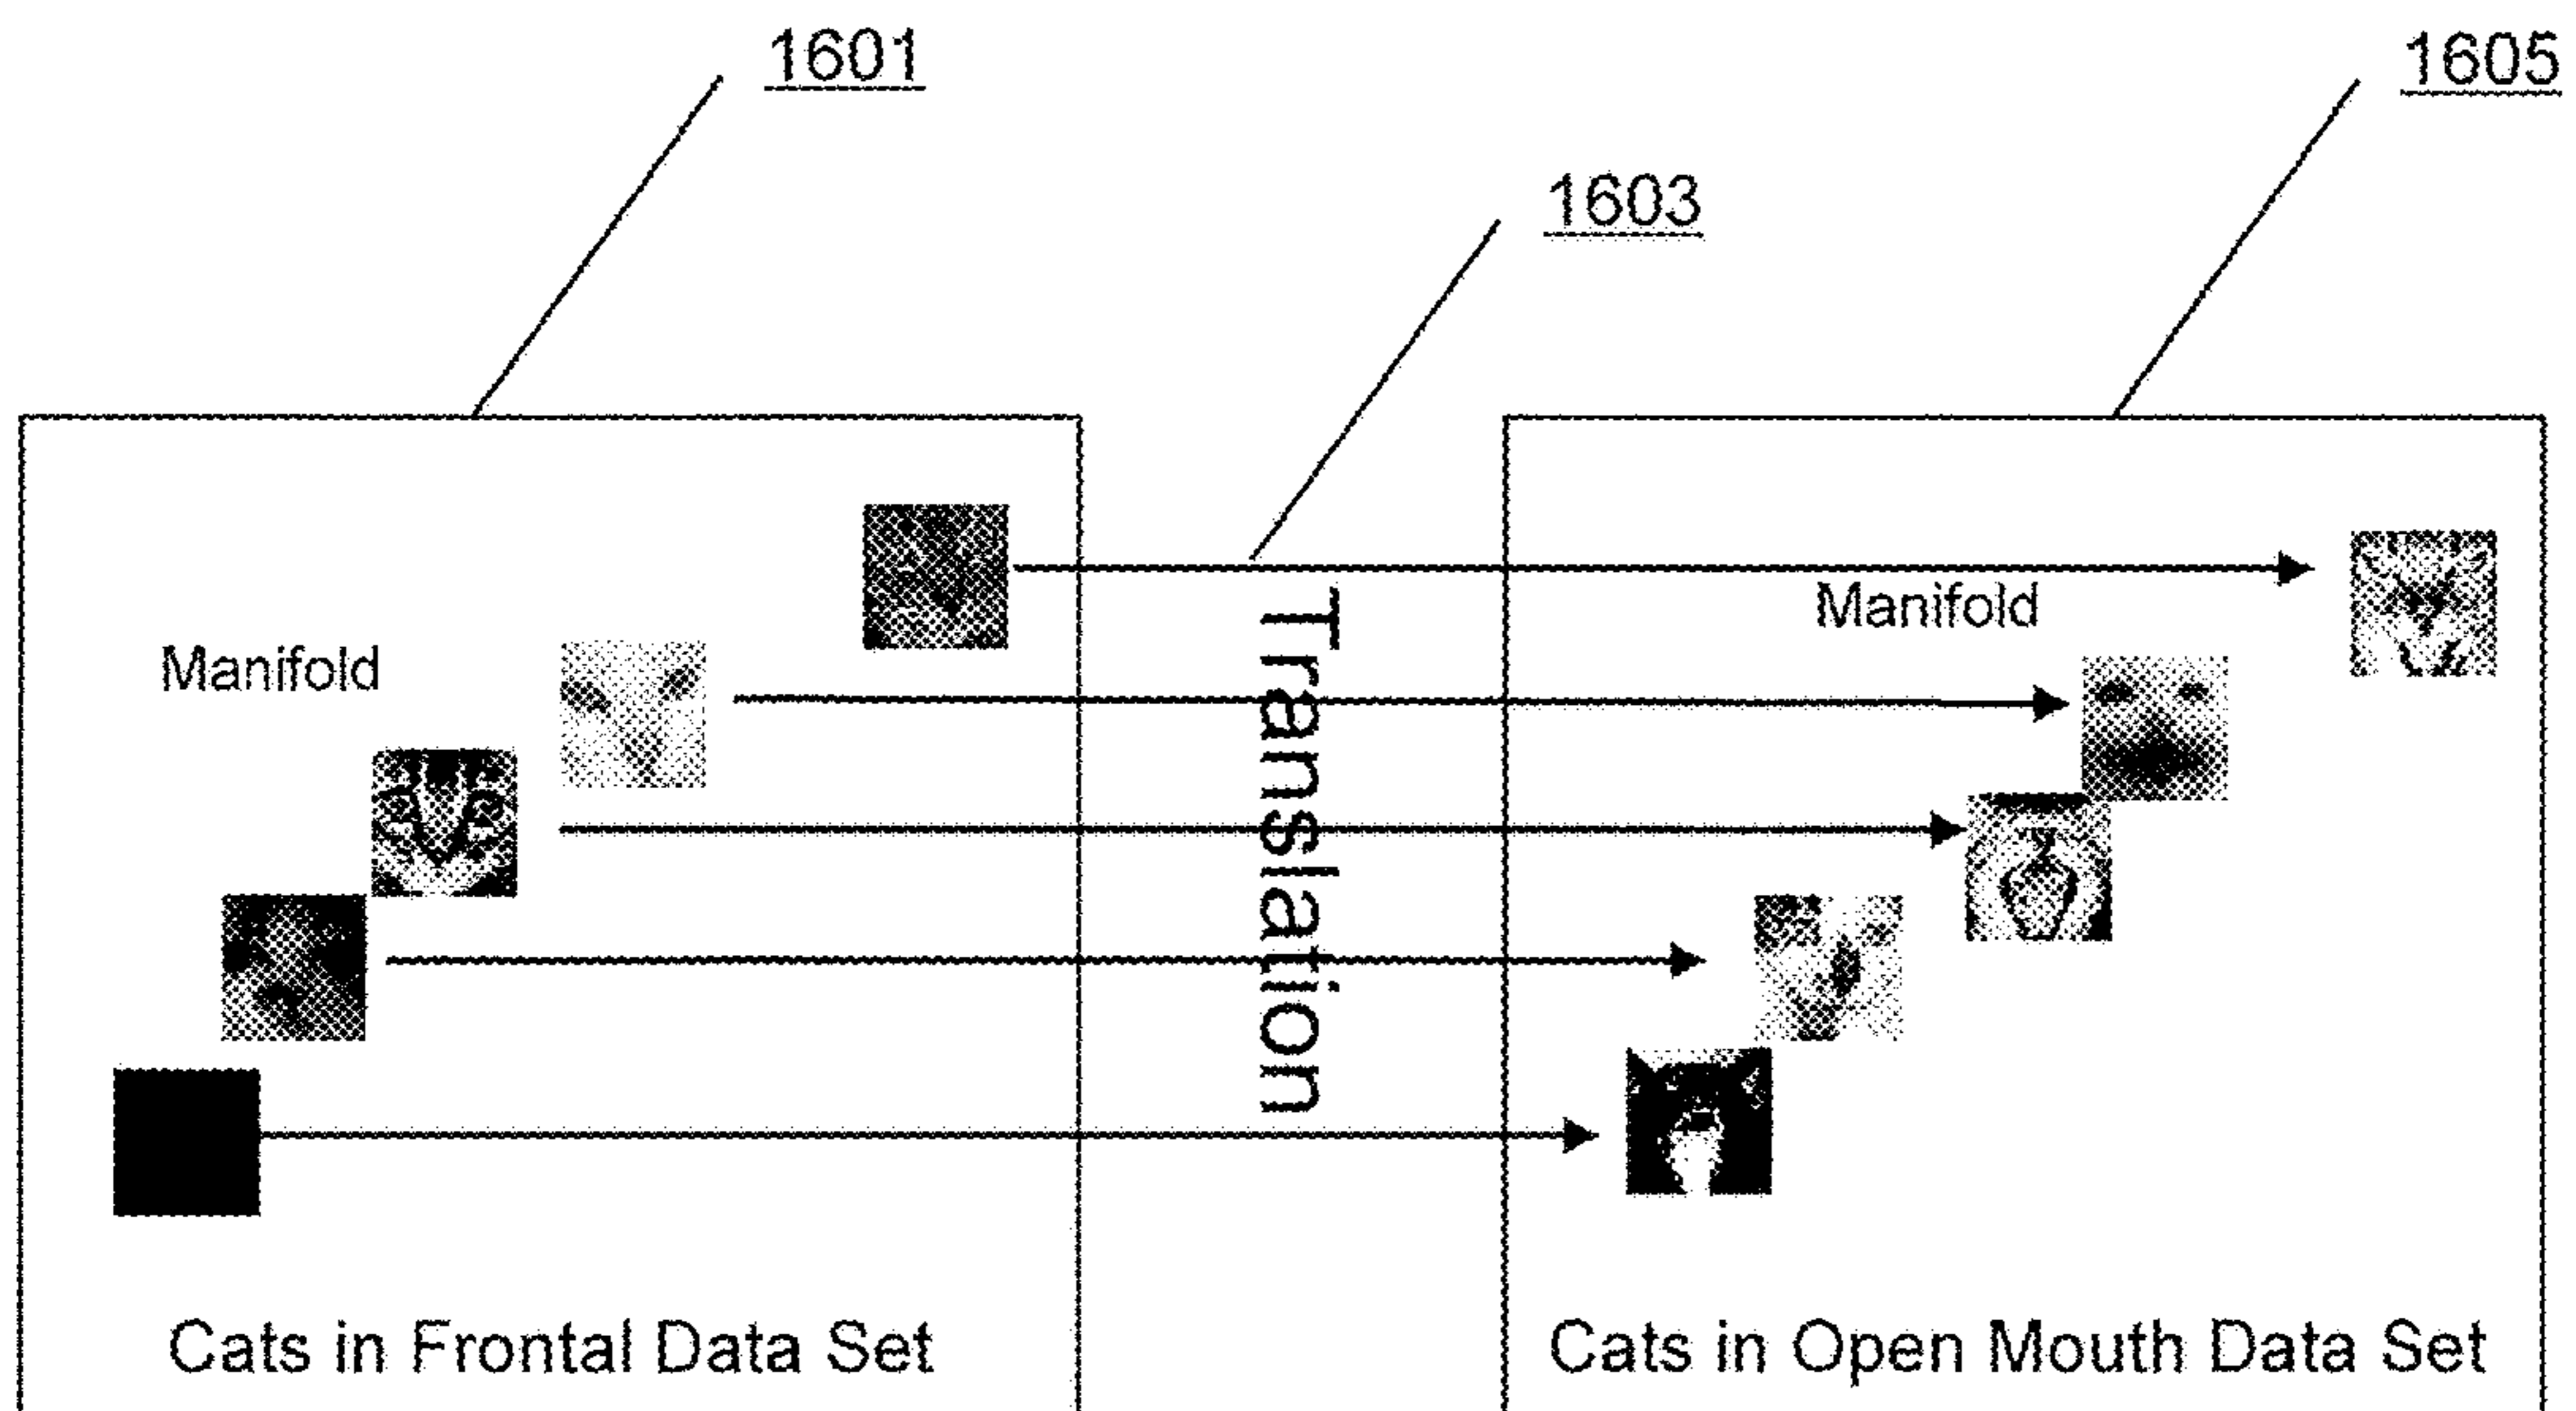 1601
1605
1603
Manifold
Manifold
Translation
Cats in Frontal Data Set
Cats in Open Mouth Data Set